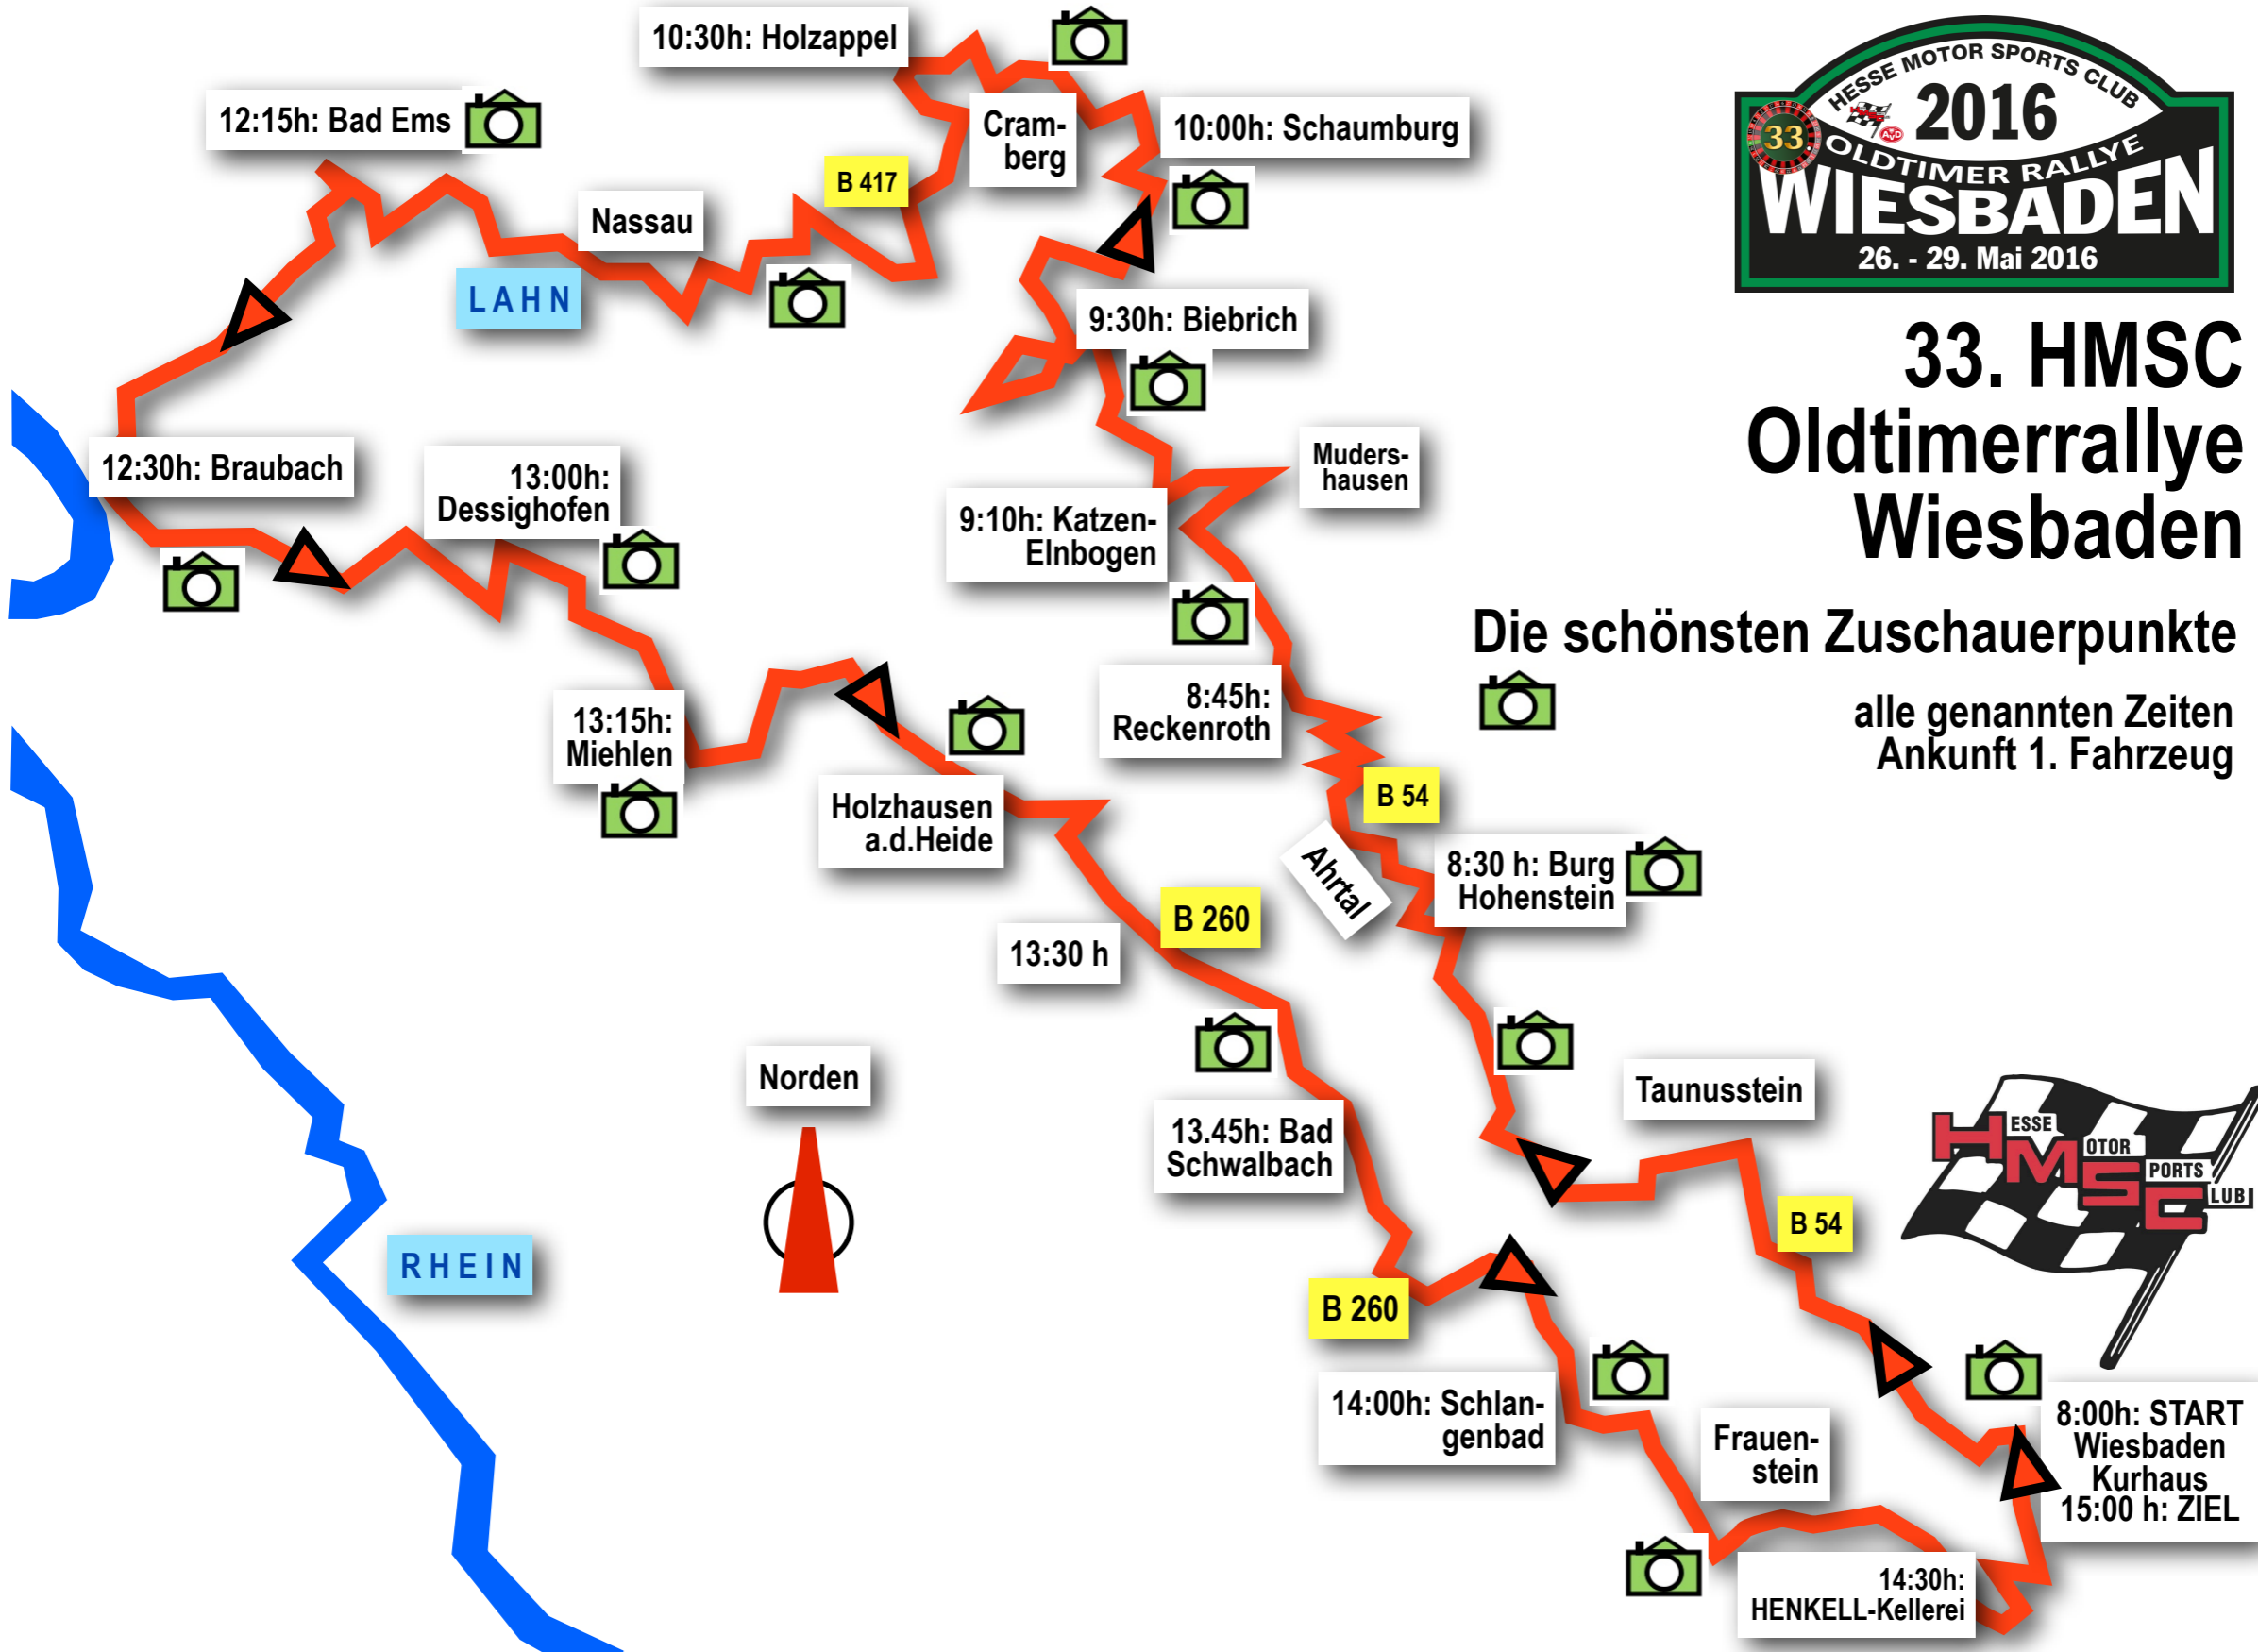 10:30h: Holzappel
12:15h: Bad Ems
Cram-
berg
10:00h: Schaumburg
B 417
Nassau
LAHN
9:30h: Biebrich
HESSE MOTOR SPORTS CLUB
2016
33
AvD
OLDTIMER RALLYE
WIESBADEN
26. - 29. Mai 2016
33. HMSC
Oldtimerrallye
Wiesbaden
Die schönsten Zuschauerpunkte
alle genannten Zeiten
Ankunft 1. Fahrzeug
12:30h: Braubach
13:00h:
Dessighofen
9:10h: Katzen-
Elnbogen
Muders-
hausen
13:15h:
Miehlen
8:45h:
Reckenroth
Holzhausen
a.d.Heide
B 54
Ahrtal
8:30 h: Burg
Hohenstein
B 260
13:30 h
Norden
13.45h: Bad
Schwalbach
Taunusstein
HESSE
MOTOR
SPORTS
CLUB
B 54
RHEIN
B 260
14:00h: Schlan-
genbad
Frauen-
stein
8:00h: START
Wiesbaden
Kurhaus
15:00 h: ZIEL
14:30h:
HENKELL-Kellerei